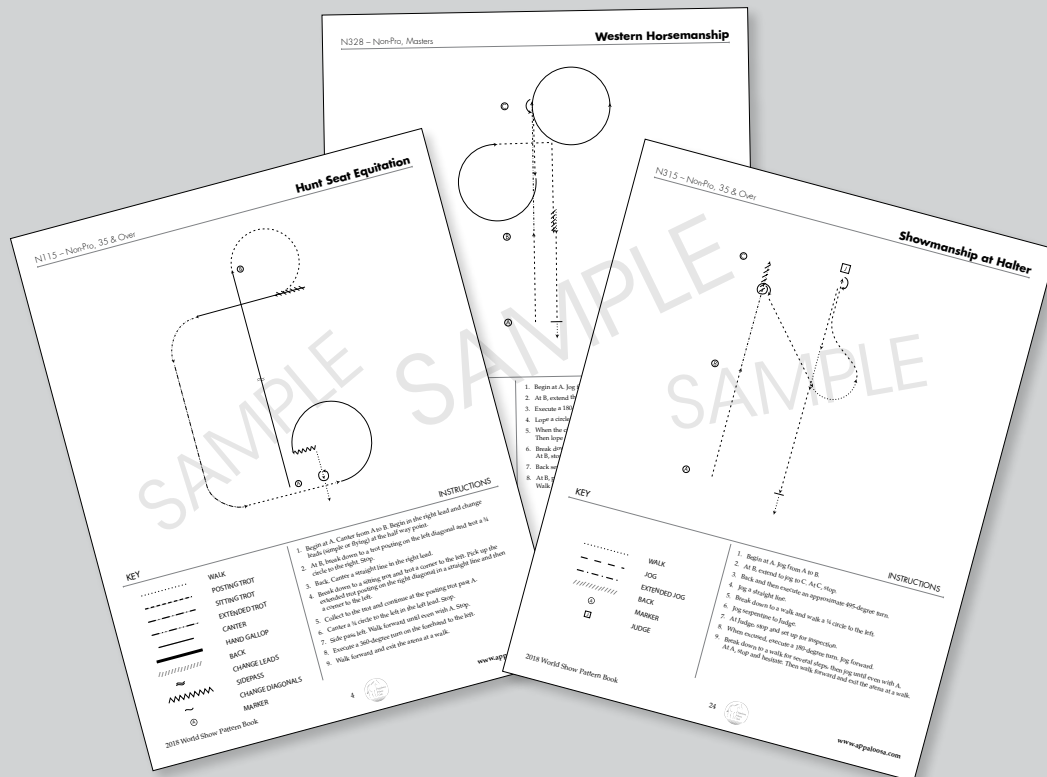 N328 – Non-Pro, Masters
Western Horsemanship
C
B
A
1. Begin at A. Jog
2. At B, extend
3. Execute a 180
4. Lope a circle
5. When the
Then lope
6. Break
At B,
7. Back
8. At B,
Walk
SAMPLE
N115 – Non-Pro, 35 & Over
Hunt Seat Equitation
B
A
SAMPLE
KEY
WALK
POSTING TROT
SITTING TROT
EXTENDED TROT
CANTER
HAND GALLOP
BACK
CHANGE LEADS
SIDEPASS
CHANGE DIAGONALS
MARKER
A
INSTRUCTIONS
1. Begin at A. Canter from A to B. Begin in the right lead and change
leads (simple or flying) at the half way point.
2. At B, break down to a trot posting on the left diagonal and trot a ¾
circle to the right. Stop.
3. Back. Canter a straight line in the right lead.
4. Break down to a sitting trot and trot a corner to the left. Pick up the
extended trot posting on the right diagonal in a straight line and then
a corner to the left.
5. Collect to the trot and continue at the posting trot past A.
6. Canter a ¾ circle to the left in the left lead. Stop.
7. Side pass left. Walk forward until even with A. Stop.
8. Execute a 360-degree turn on the forehand to the left.
9. Walk forward and exit the arena at a walk.
2018 World Show Pattern Book
4
www.app
N315 – Non-Pro, 35 & Over
Showmanship at Halter
C
J
B
A
SAMPLE
KEY
WALK
JOG
EXTENDED JOG
BACK
MARKER
JUDGE
A
J
INSTRUCTIONS
1. Begin at A. Jog from A to B.
2. At B, extend to jog to C. At C, stop.
3. Back and then execute an approximate 495-degree turn.
4. Jog a straight line.
5. Break down to a walk and walk a ¾ circle to the left.
6. Jog serpentine to Judge.
7. At Judge, stop and set up for inspection.
8. When excused, execute a 180-degree turn. Jog forward.
9. Break down to a walk for several steps, then jog until even with A.
At A, stop and hesitate. Then walk forward and exit the arena at a walk.
2018 World Show Pattern Book
24
www.appaloosa.com